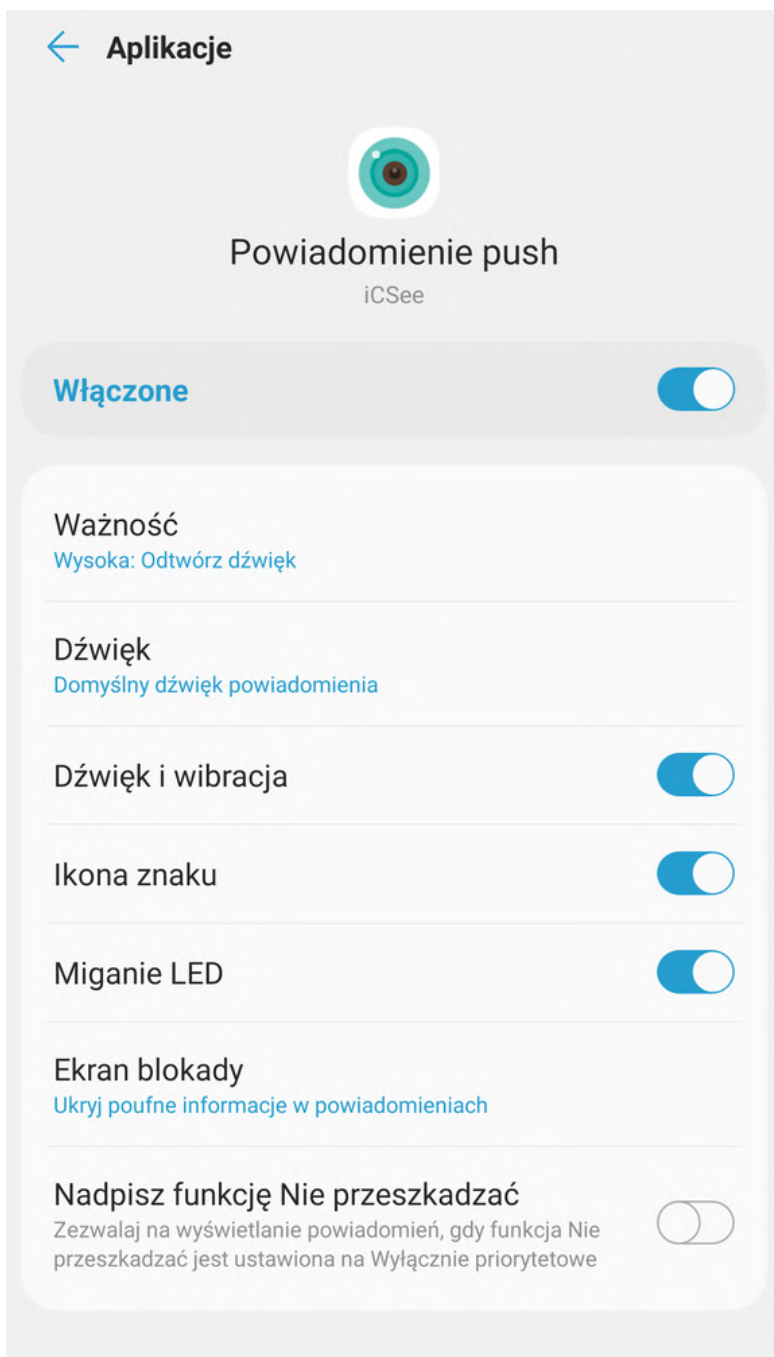 Aplikacje
Powiadomienie push
iCSee
Włączone
Ważność
Wysoka: Odtwórz dźwięk
Dźwięk
Domyślny dźwięk powiadomienia
Dźwięk i wibracja
Ikona znaku
Miganie LED
Ekran blokady
Ukryj poufne informacje w powiadomieniach
Nadpisz funkcję Nie przeszkadzać
Zezwalaj na wyświetlanie powiadomień, gdy funkcja Nie
przeszkadzać jest ustawiona na Wyłącznie priorytetowe